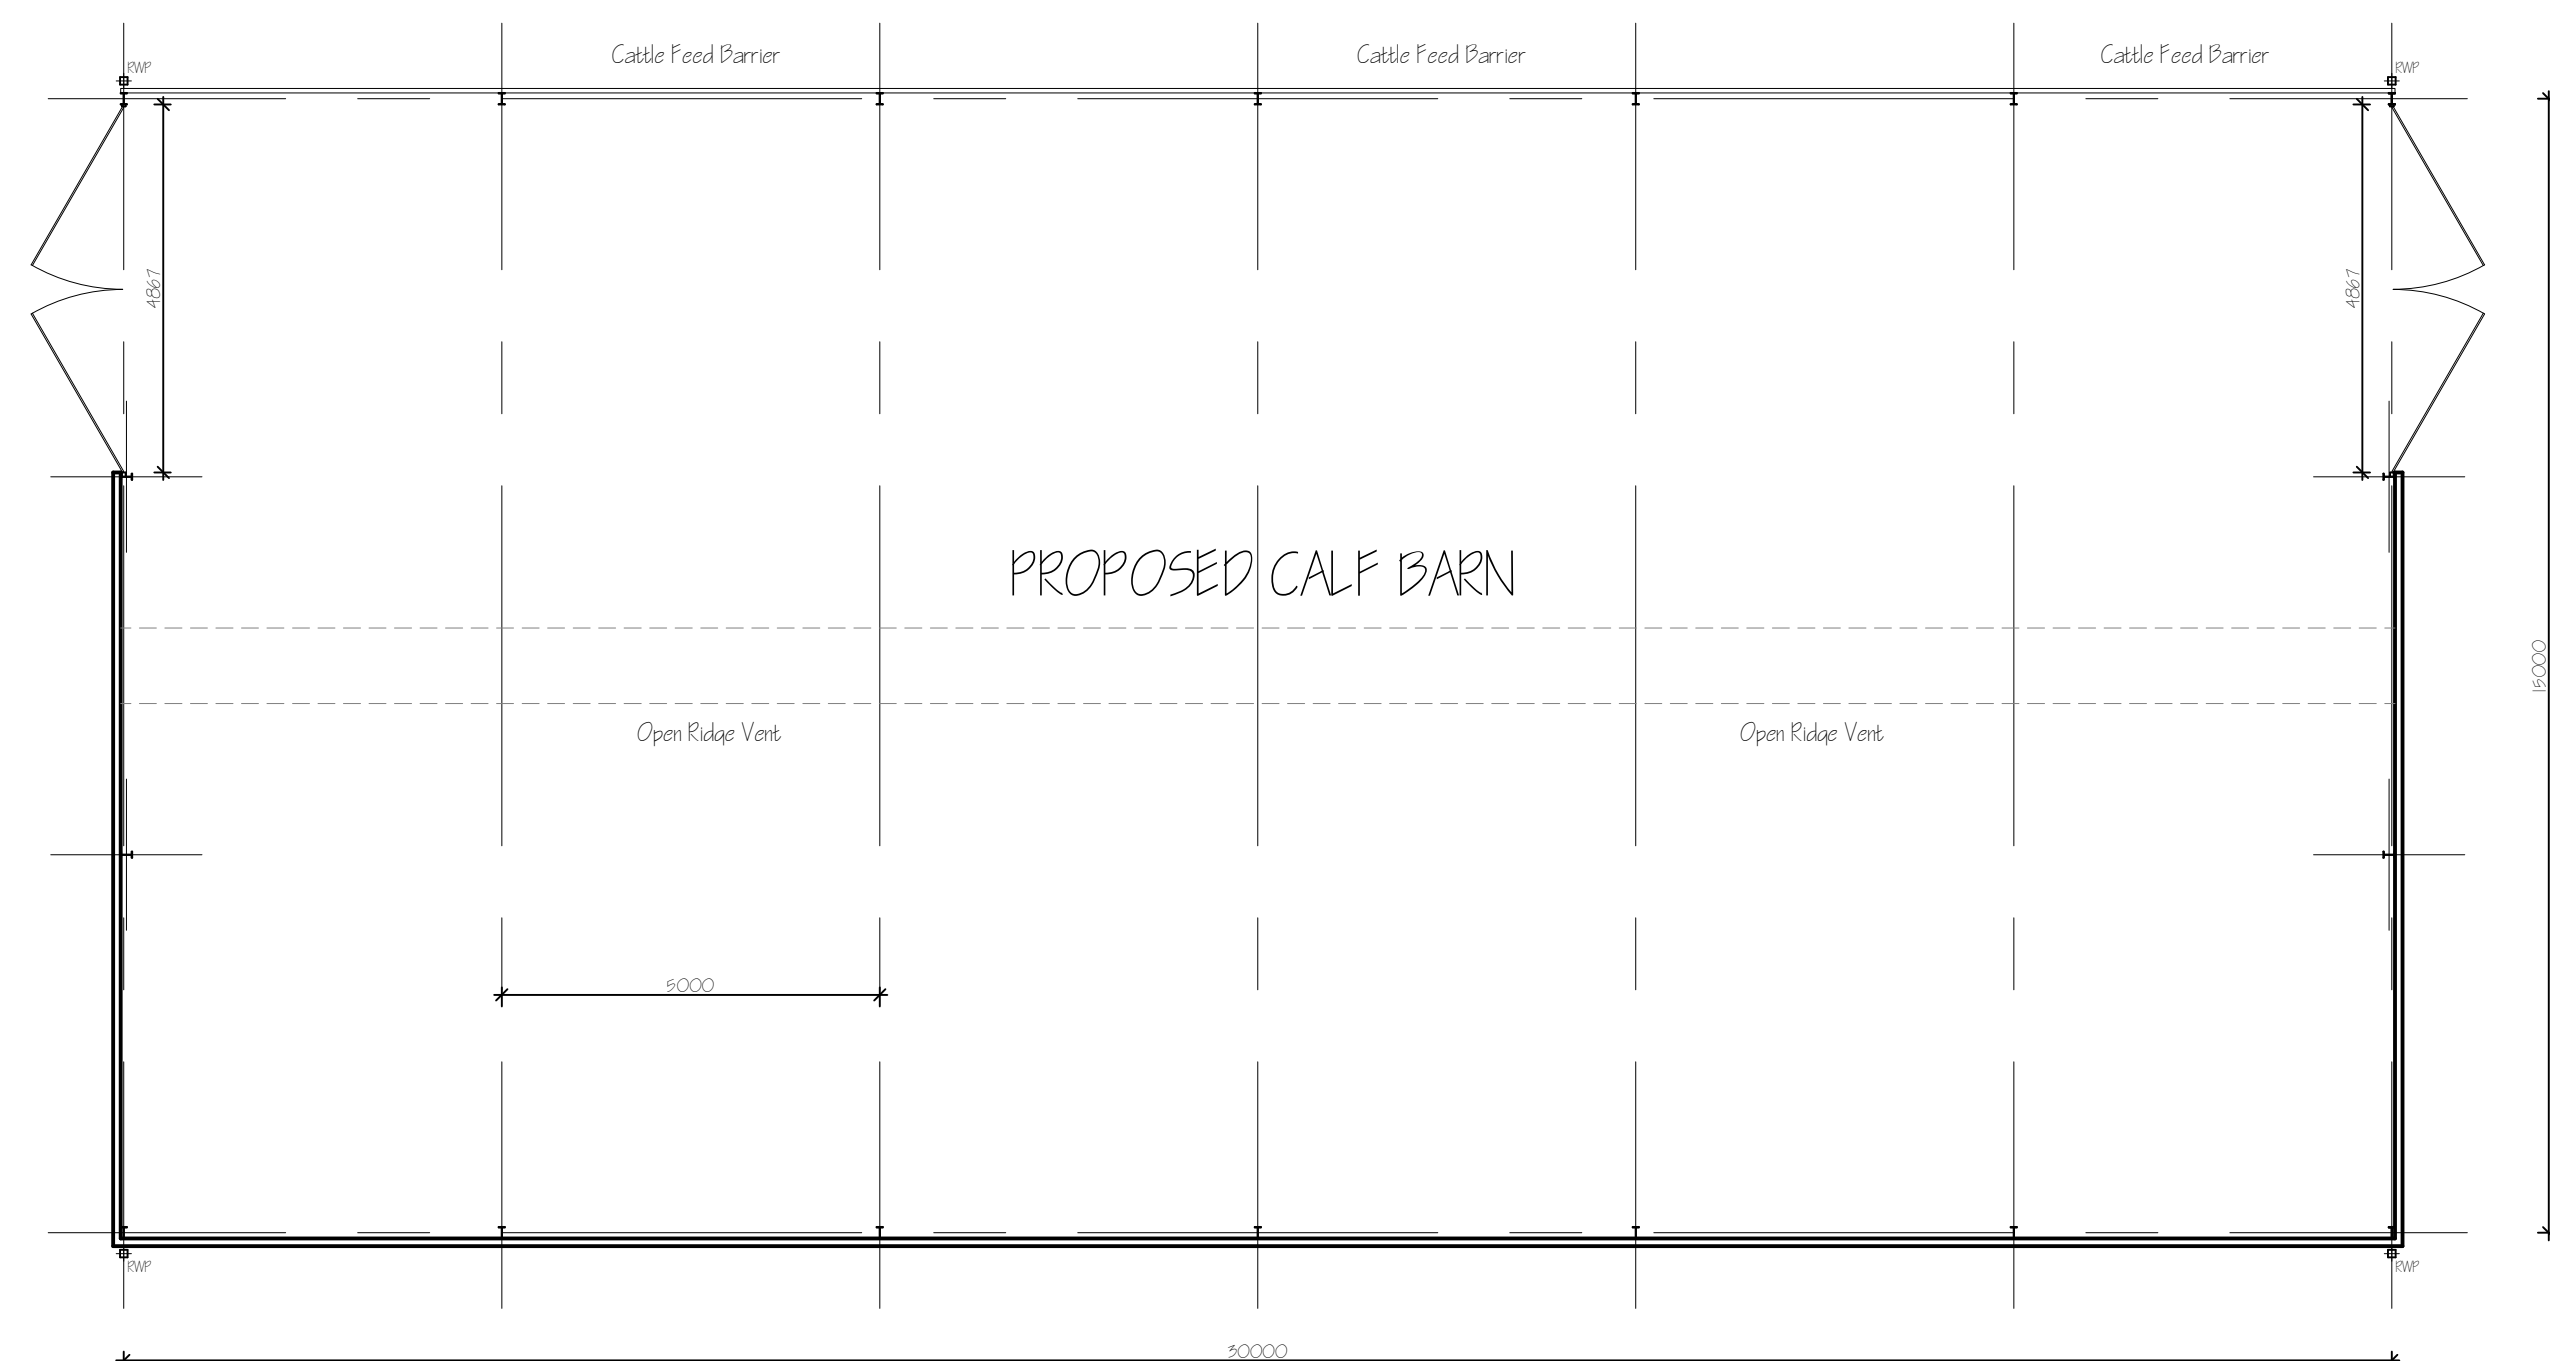 Cattle Feed Barrier
Cattle Feed Barrier
Cattle Feed Barrier
RWP
RWP
4867
4867
PROPOSED CALF BARN
15000
Open Ridge Vent
Open Ridge Vent
5000
RWP
RWP
30000